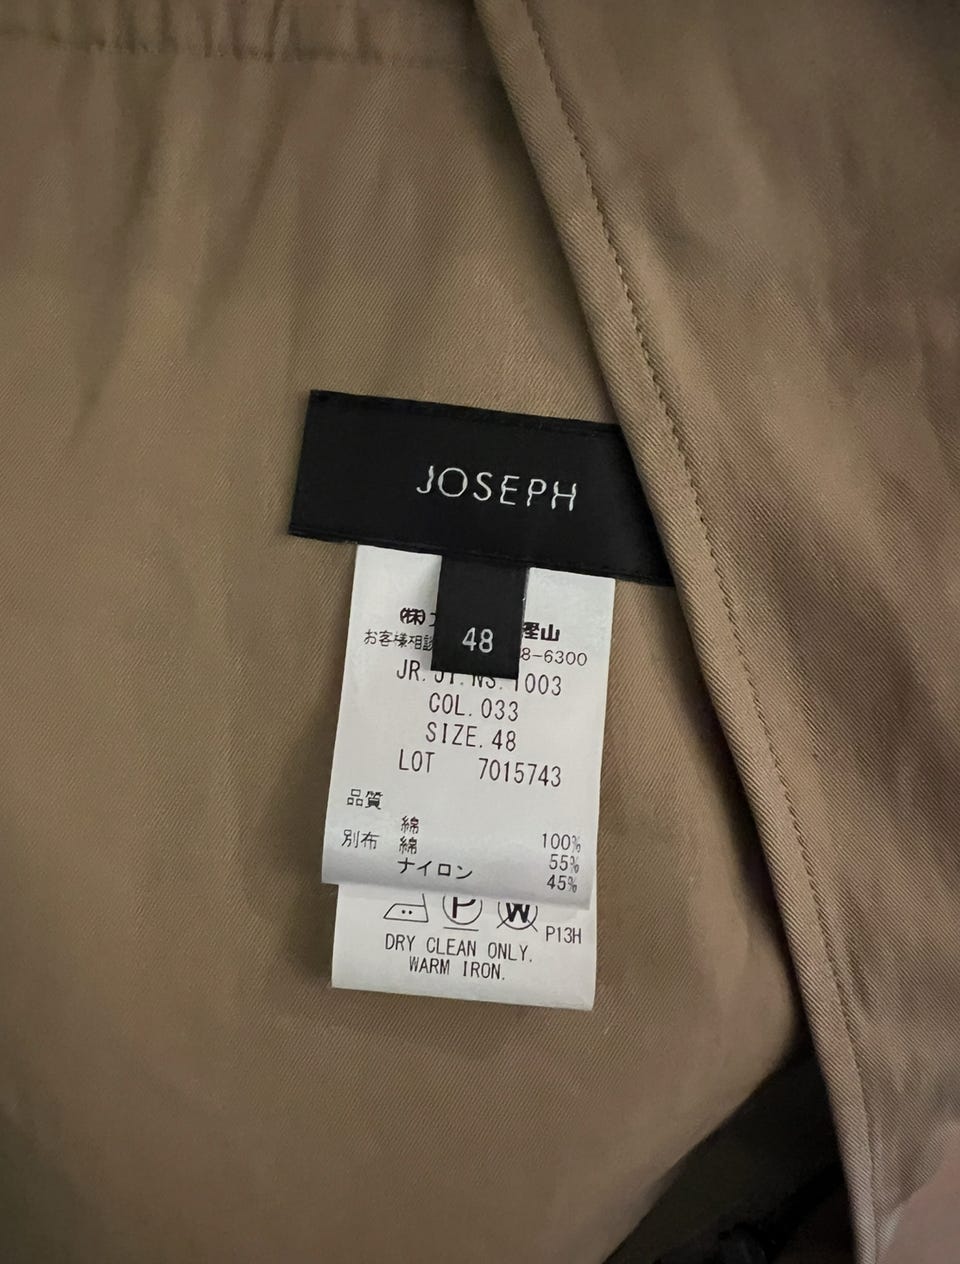 JOSEPH
48
(株) 樫山
お客様相談 8-6300
JR.JT.NS.1003
COL.033
SIZE.48
LOT 7015743
品質
綿 100%
別布 綿 55%
ナイロン 45%
P W P13H
DRY CLEAN ONLY.
WARM IRON.